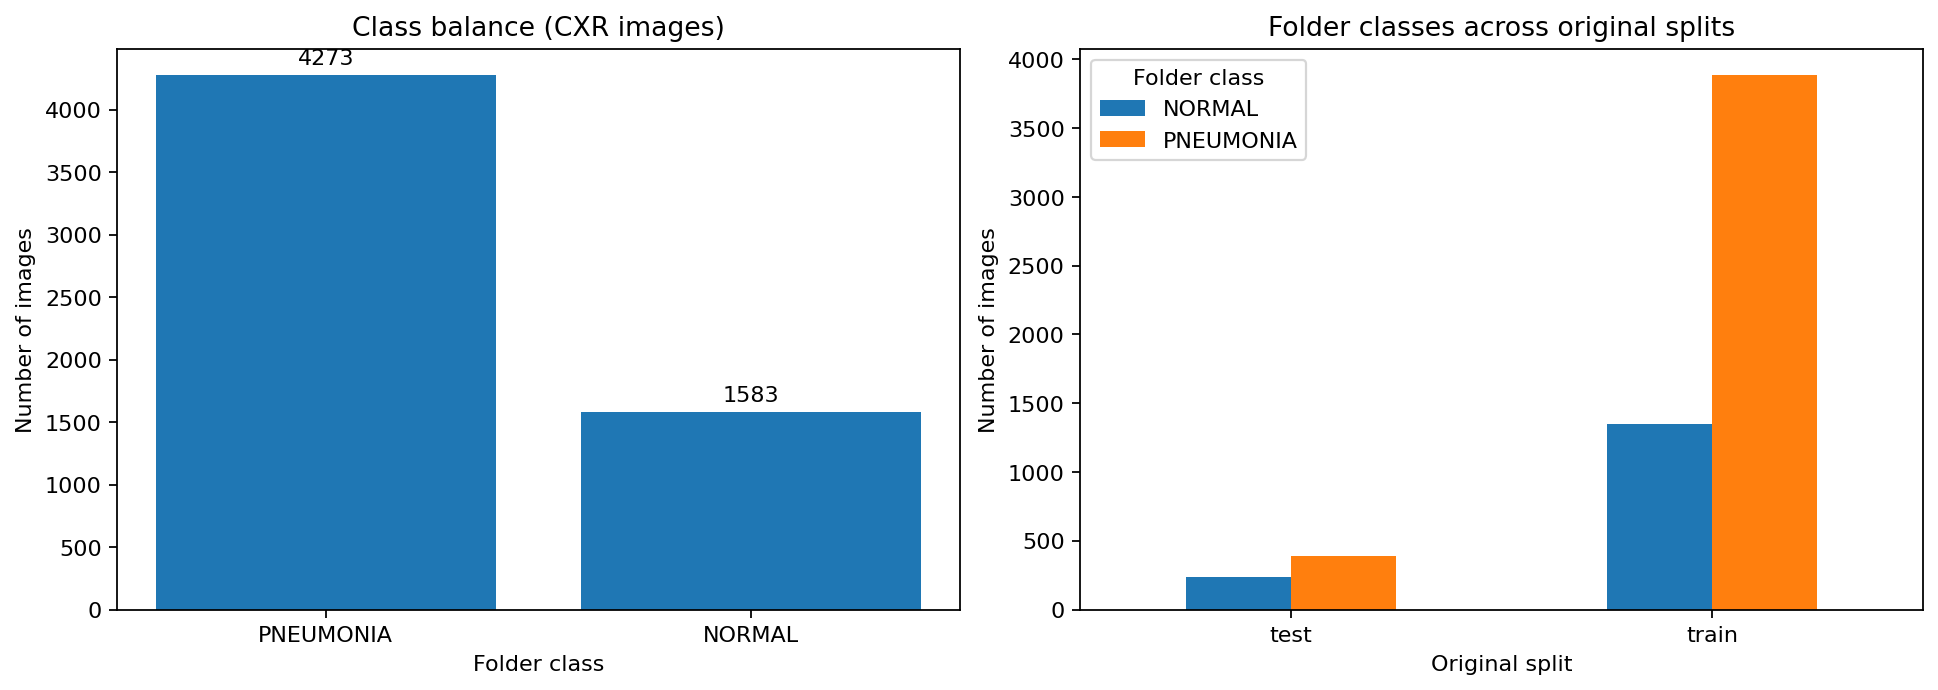 Class balance (CXR images)
4273
1583
4000
3500
3000
2500
2000
1500
1000
500
0
Number of images
PNEUMONIA
NORMAL
Folder class
Folder classes across original splits
Folder class
NORMAL
PNEUMONIA
4000
3500
3000
2500
2000
1500
1000
500
0
Number of images
test
train
Original split